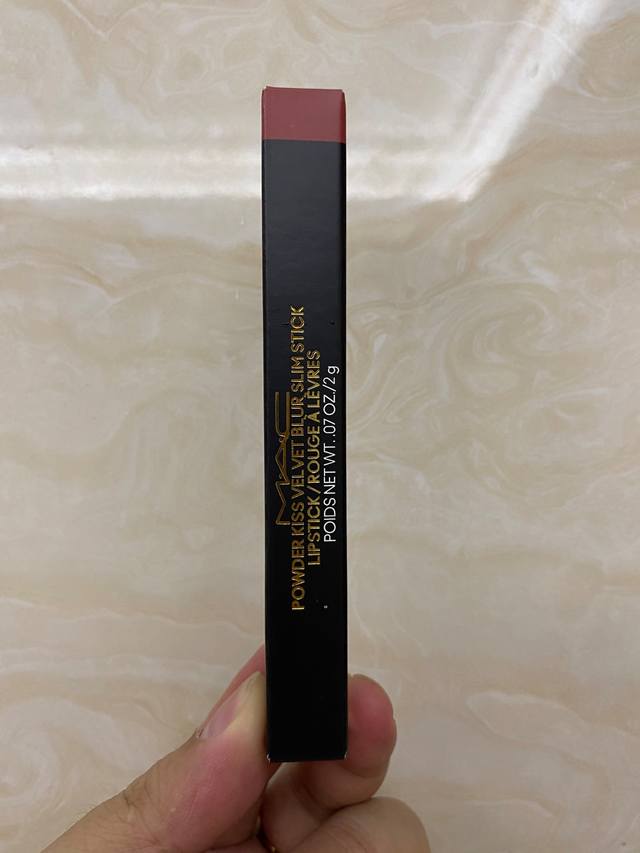 MAC
POWDER KISS VELVET BLUR SLIM STICK
LIPSTICK/ROUGE À LÈVRES
POIDS NET WT. .07 OZ./2 g